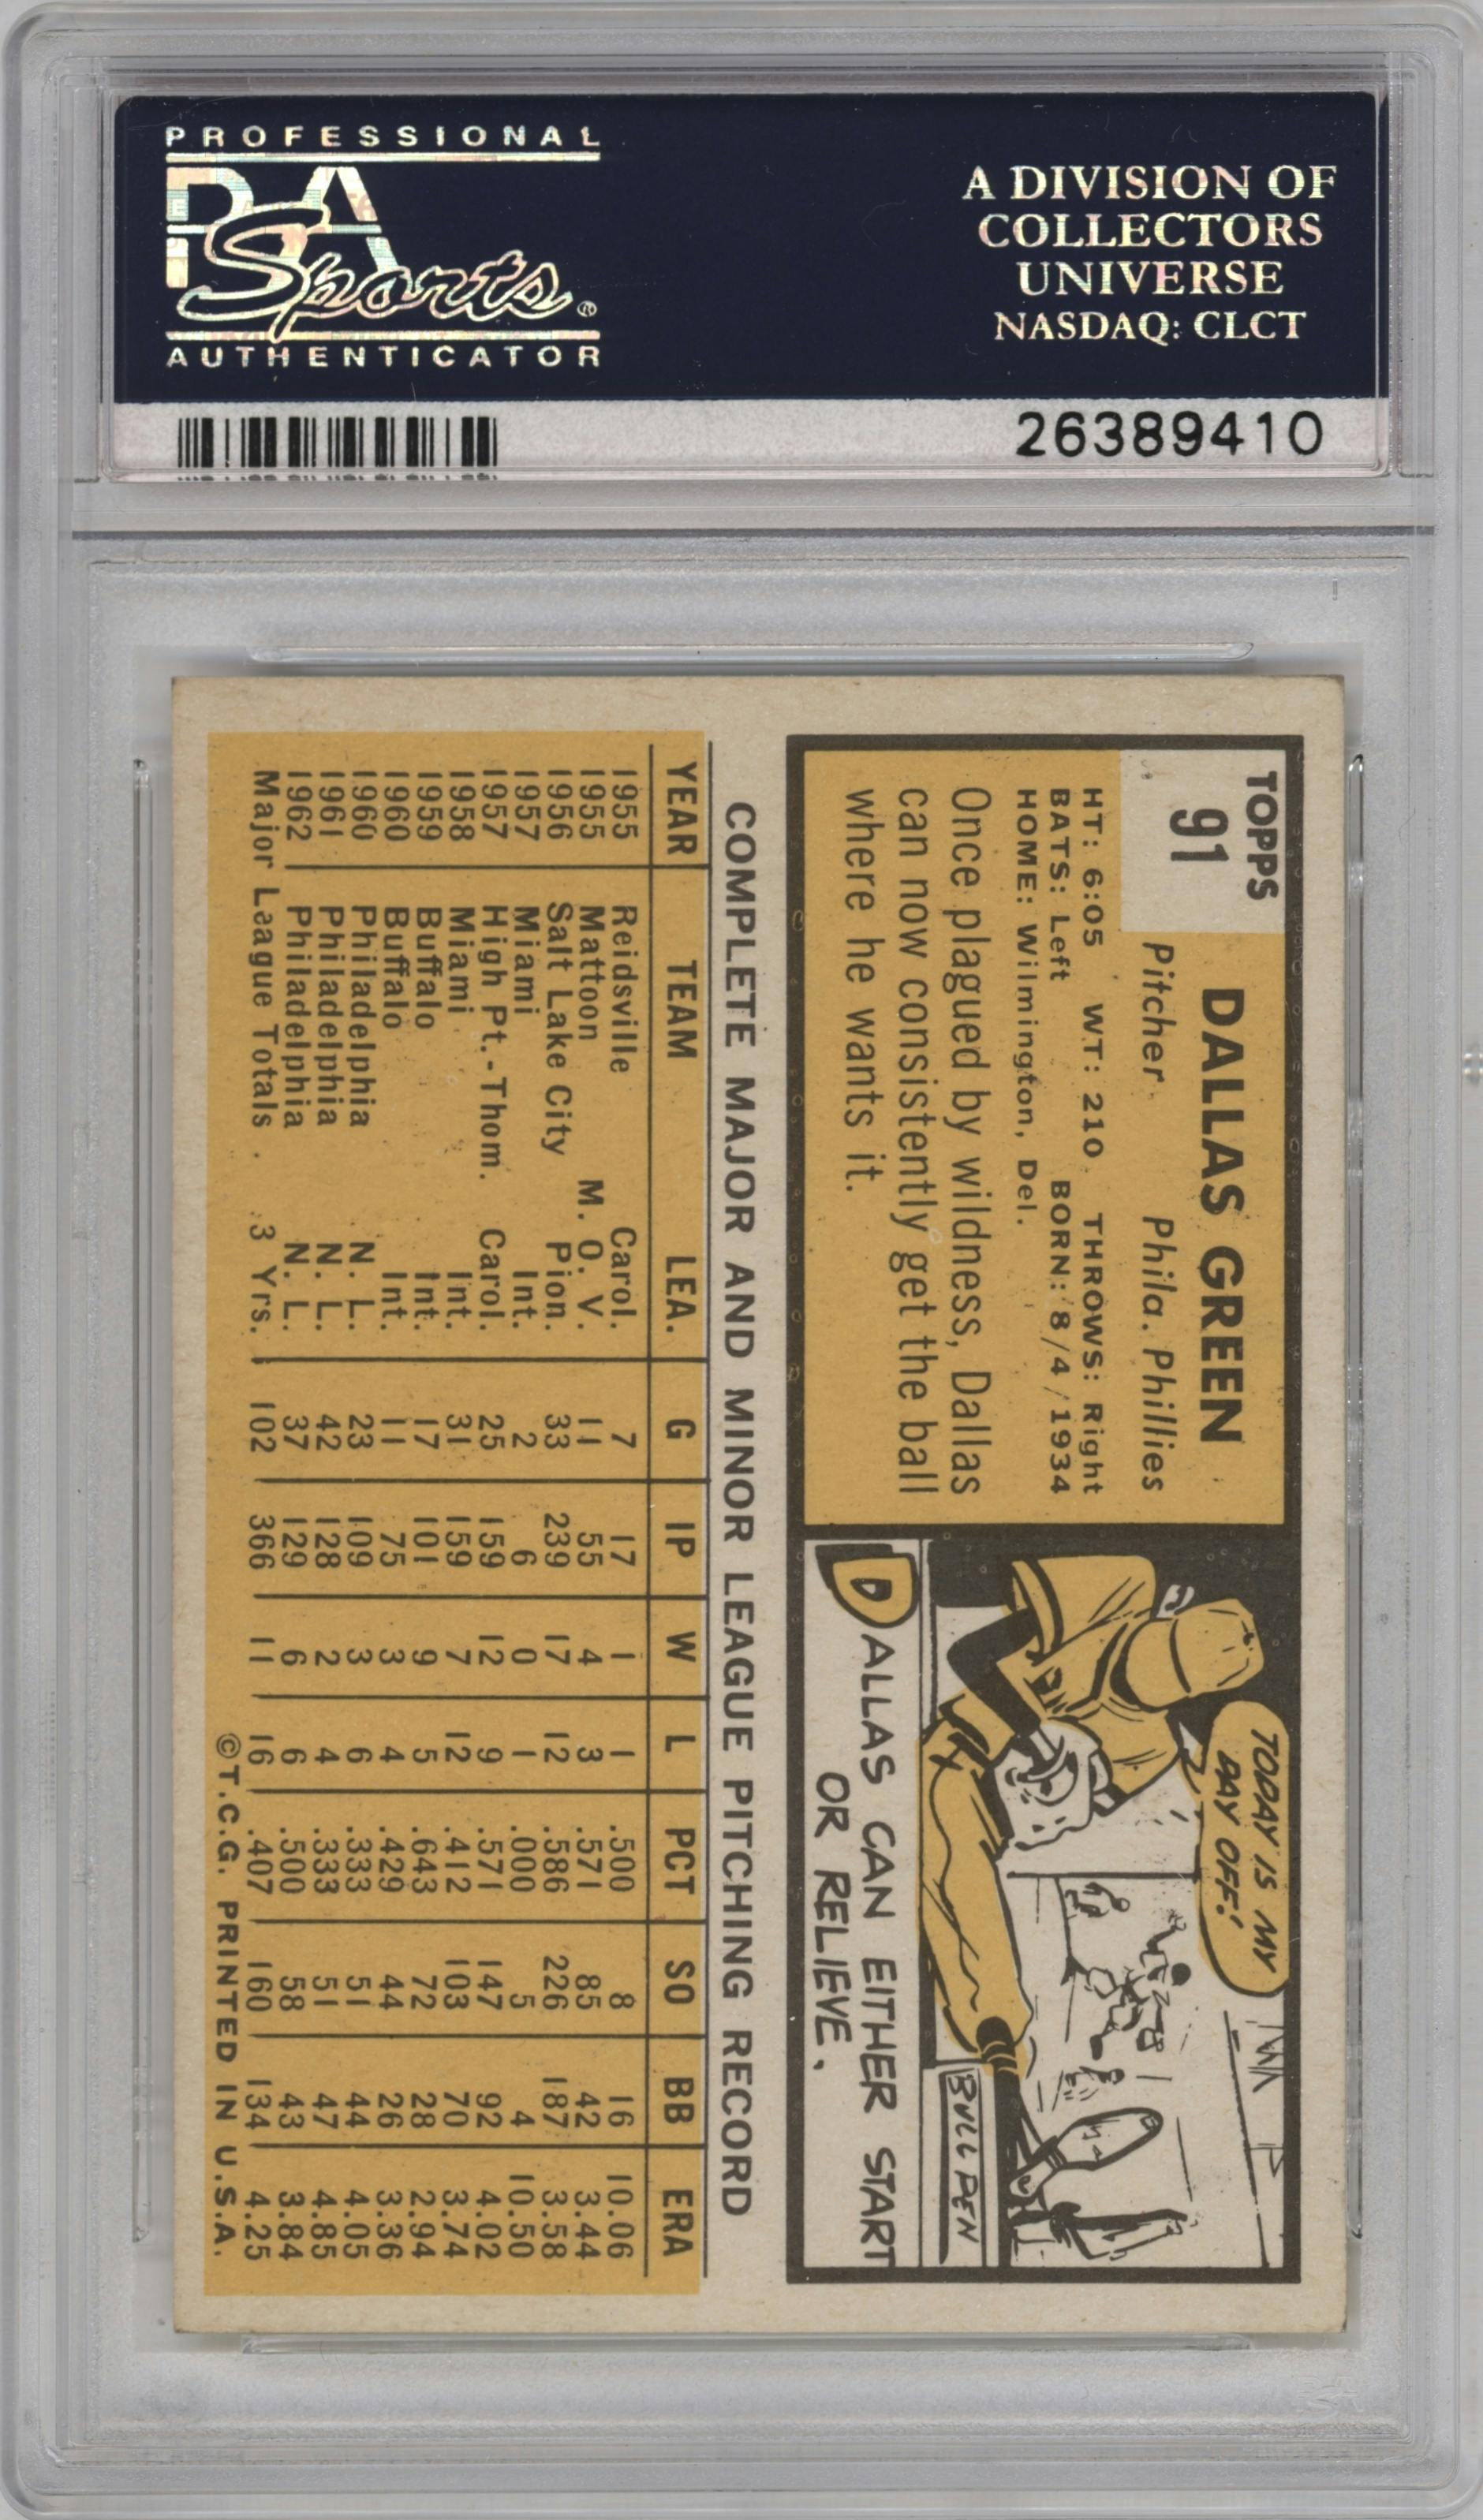 PROFESSIONAL
PSA
Sports®
AUTHENTICATOR
A DIVISION OF
COLLECTORS
UNIVERSE
NASDAQ: CLCT
26389410
TOPPS
91
DALLAS GREEN
Pitcher Phila. Phillies
HT: 6:05 WT: 210 THROWS: Right
BATS: Left BORN: 8/4/1934
HOME: Wilmington, Del.
Once plagued by wildness, Dallas
can now consistently get the ball
where he wants it.
TODAY IS MY
DAY OFF!
BULL PEN
DALLAS CAN EITHER START
OR RELIEVE.
COMPLETE MAJOR AND MINOR LEAGUE PITCHING RECORD
YEAR TEAM LEA. G IP W L PCT SO BB ERA
1955 Reidsville Carol. 7 17 1 1 .500 8 16 10.06
1955 Mattoon M. O. V. 11 55 4 3 .571 85 42 3.44
1956 Salt Lake City Pion. 33 239 17 12 .586 226 187 3.58
1957 Miami Int. 2 6 0 1 .000 5 4 10.50
1957 High Pt.-Thom. Carol. 25 159 12 9 .571 147 92 4.02
1958 Miami Int. 31 159 7 12 .412 103 70 3.74
1959 Buffalo Int. 17 101 9 5 .643 72 28 2.94
1960 Buffalo Int. 11 75 3 4 .429 44 26 3.36
1960 Philadelphia N. L. 23 109 3 6 .333 51 44 4.05
1961 Philadelphia N. L. 42 128 2 4 .333 51 47 4.85
1962 Philadelphia N. L. 37 129 6 6 .500 58 43 3.84
Major League Totals 3 Yrs. 102 366 11 16 .407 160 134 4.25
©T.C.G. PRINTED IN U.S.A.